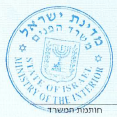 מדינת ישראל
משרד הפנים
STATE OF ISRAEL
MINISTRY OF THE INTERIOR
חותמת המשרד